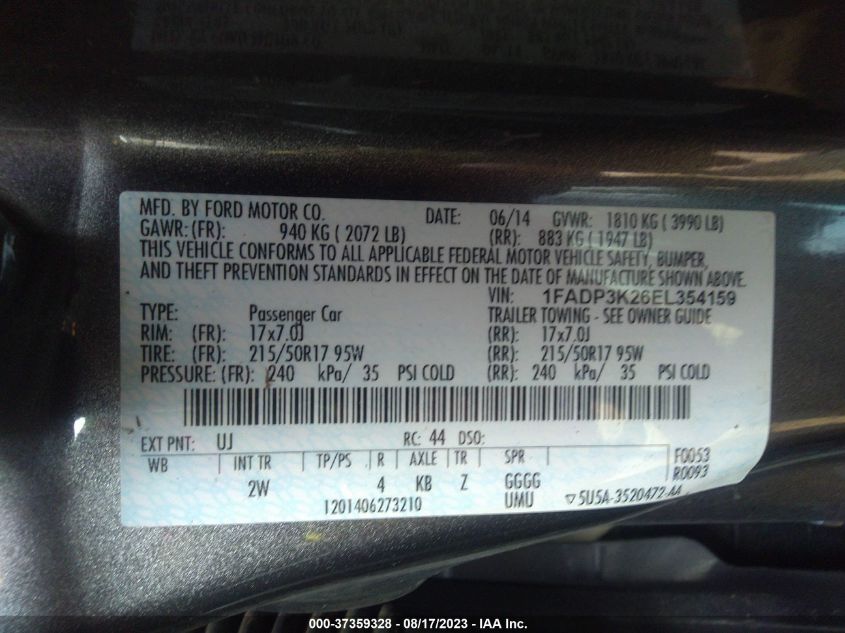 MFD. BY FORD MOTOR CO. DATE: 06/14 GVWR: 1810 KG ( 3990 LB)
GAWR: (FR): 940 KG ( 2072 LB) (RR): 883 KG ( 1947 LB)
THIS VEHICLE CONFORMS TO ALL APPLICABLE FEDERAL MOTOR VEHICLE SAFETY, BUMPER,
AND THEFT PREVENTION STANDARDS IN EFFECT ON THE DATE OF MANUFACTURE SHOWN ABOVE.
VIN: 1FADP3K26EL354159
TYPE: Passenger Car TRAILER TOWING - SEE OWNER GUIDE
RIM: (FR): 17x7.0J (RR): 17x7.0J
TIRE: (FR): 215/50R17 95W (RR): 215/50R17 95W
PRESSURE: (FR): 240 kPa/ 35 PSI COLD (RR): 240 kPa/ 35 PSI COLD
EXT PNT: UJ RC: 44 DSO:
WB INT TR TP/PS R AXLE TR SPR F0053
2W 4 KB Z GGGG R0093
1201406273210 UMU ▽5U5A-3520472-AA
000-37359328 - 08/17/2023 - IAA Inc.